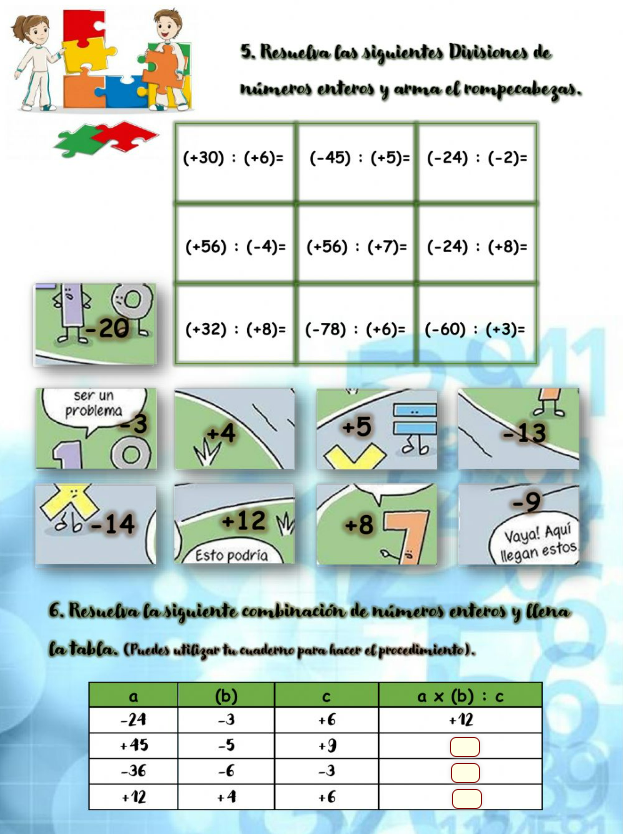 5. Resuelva las siguientes Divisiones de
números enteros y arma el rompecabezas.
(+30) : (+6)= (-45) : (+5)= (-24) : (-2)=
(+56) : (-4)= (+56) : (+7)= (-24) : (+8)=
(+32) : (+8)= (-78) : (+6)= (-60) : (+3)=
-20
ser un
problema
-3
+4
+5
-13
-14
+12
Esto podría
+8
-9
Vaya! Aquí
llegan estos
6. Resuelva la siguiente combinación de números enteros y llena
la tabla. (Puedes utilizar tu cuaderno para hacer el procedimiento).
a (b) c a x (b) : c
-24 -3 +6 +12
+45 -5 +9
-36 -6 -3
+12 +4 +6